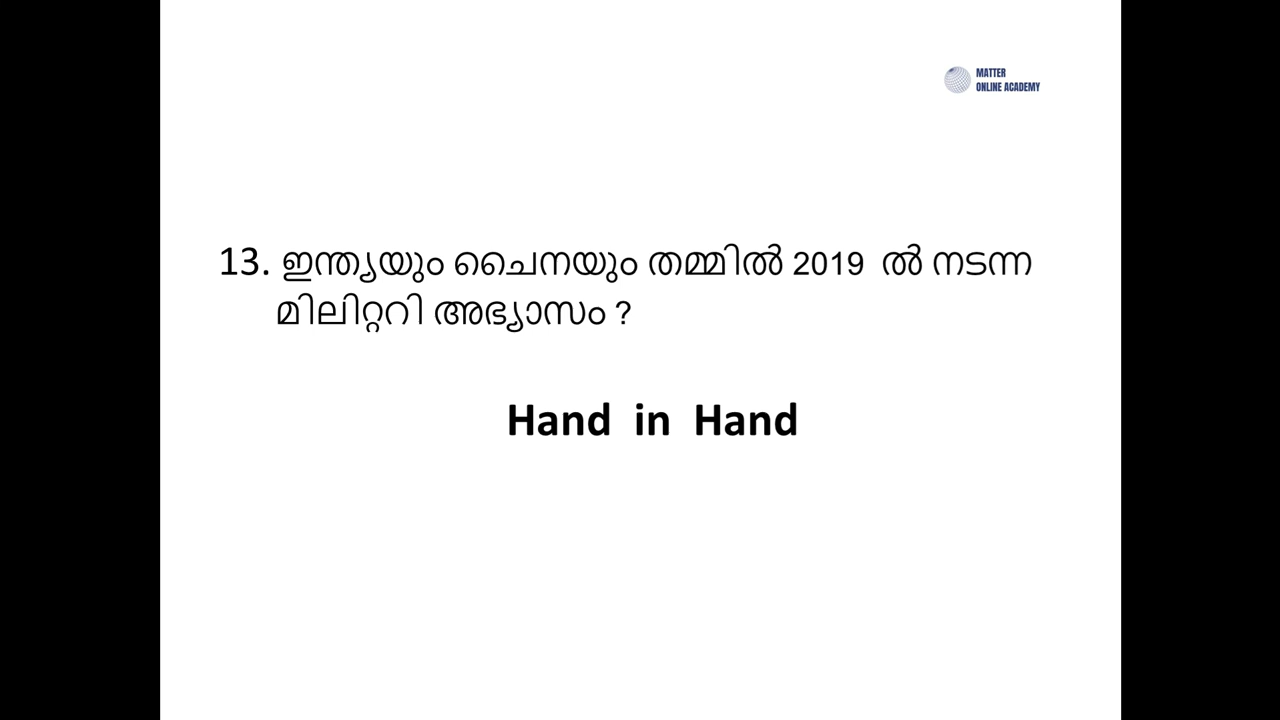 MATTER
ONLINE ACADEMY
13. ഇന്ത്യയും ചൈനയും തമ്മിൽ 2019 ൽ നടന്ന
മിലിറ്ററി അഭ്യാസം ?
Hand in Hand